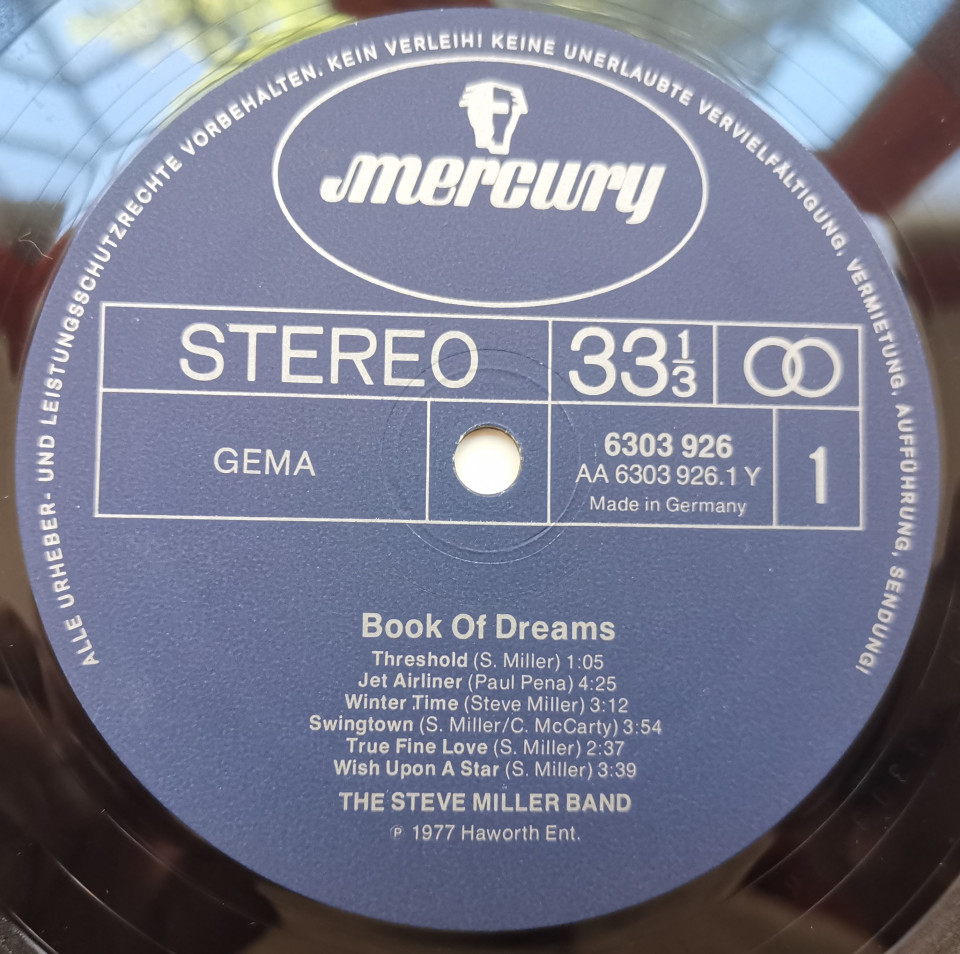 ALLE URHEBER- UND LEISTUNGSSCHUTZRECHTE VORBEHALTEN. KEIN VERLEIH! KEINE UNERLAUBTE VERVIELFÄLTIGUNG, VERMIETUNG, AUFFÜHRUNG, SENDUNG!
mercury
STEREO
33 1/3
GEMA
6303 926
AA 6303 926.1 Y
Made in Germany
1
Book Of Dreams
Threshold (S. Miller) 1:05
Jet Airliner (Paul Pena) 4:25
Winter Time (Steve Miller) 3:12
Swingtown (S. Miller/C. McCarty) 3:54
True Fine Love (S. Miller) 2:37
Wish Upon A Star (S. Miller) 3:39
THE STEVE MILLER BAND
℗ 1977 Haworth Ent.